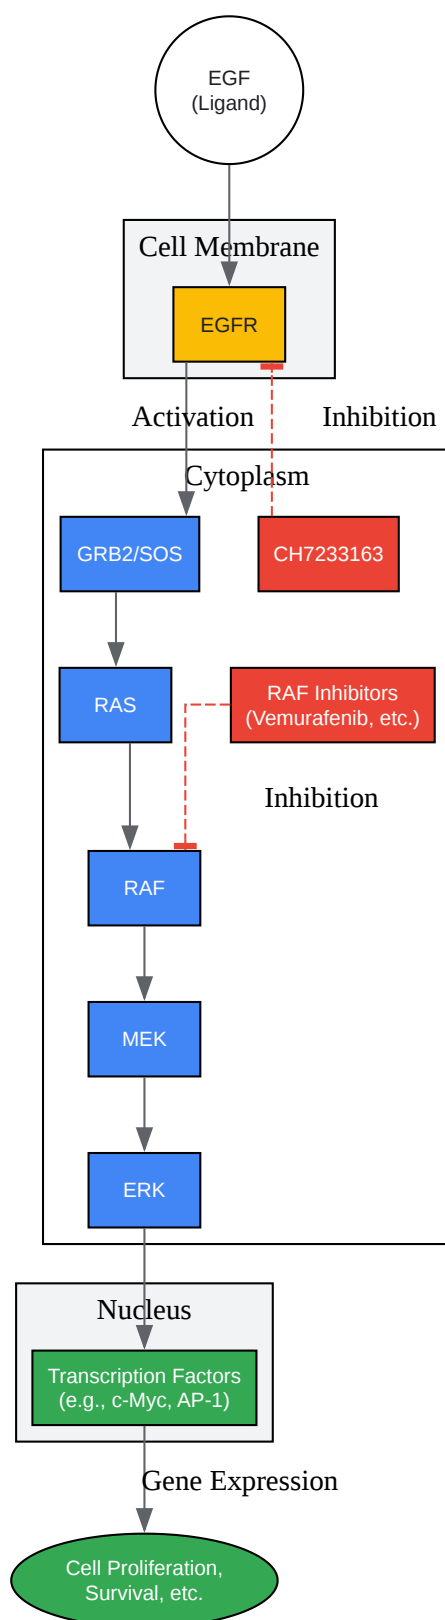 EGF
(Ligand)
Cell Membrane
EGFR
Activation
Inhibition
Cytoplasm
GRB2/SOS
CH7233163
RAS
RAF Inhibitors
(Vemurafenib, etc.)
Inhibition
RAF
MEK
ERK
Nucleus
Transcription Factors
(e.g., c-Myc, AP-1)
Gene Expression
Cell Proliferation,
Survival, etc.